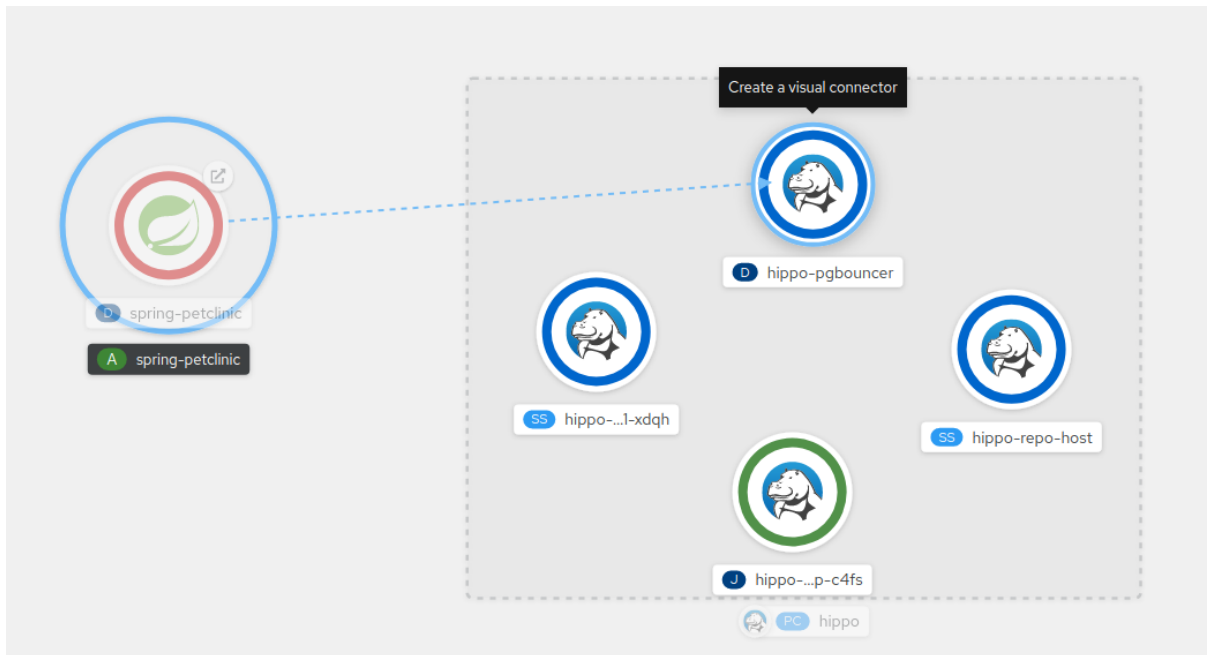 Create a visual connector
D spring-petclinic
A spring-petclinic
D hippo-pgbouncer
SS hippo-...1-xdqh
SS hippo-repo-host
J hippo-...p-c4fs
PC hippo